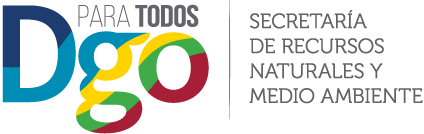 PARA TODOS
Dgo
SECRETARÍA
DE RECURSOS
NATURALES Y
MEDIO AMBIENTE